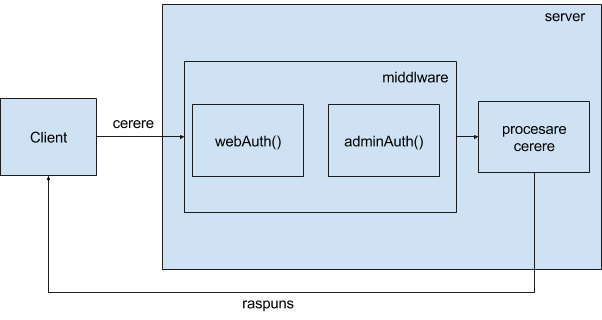 server
middlware
cerere
Client
webAuth()
adminAuth()
procesare
cerere
raspuns